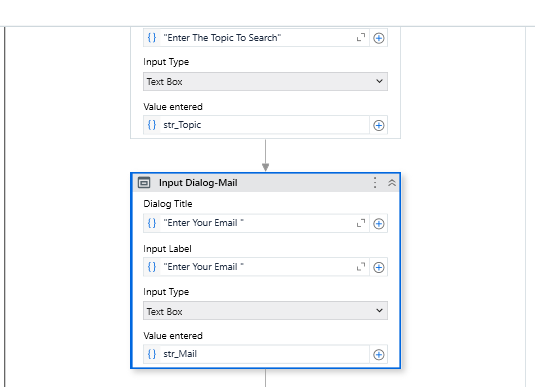 "Enter The Topic To Search"
Input Type
Text Box
Value entered
str_Topic
Input Dialog-Mail
Dialog Title
"Enter Your Email "
Input Label
"Enter Your Email "
Input Type
Text Box
Value entered
str_Mail